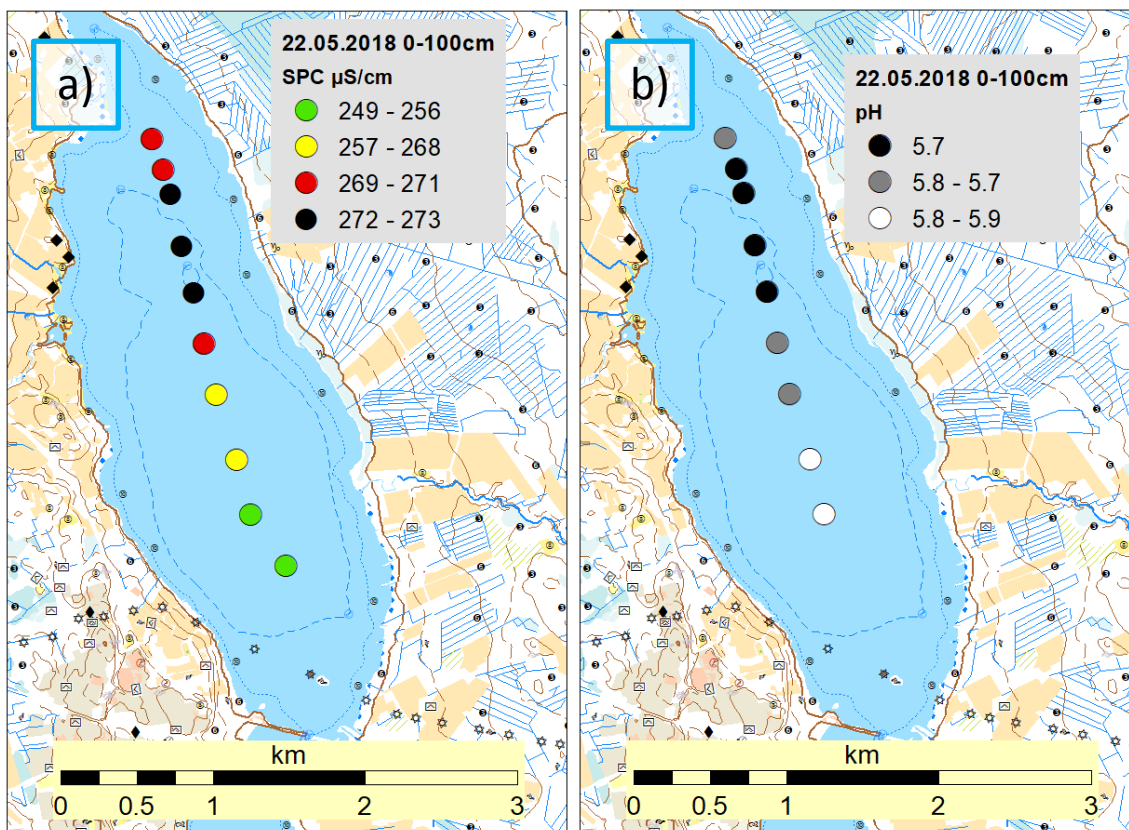 a)
22.05.2018 0-100cm
SPC µS/cm
249 - 256
257 - 268
269 - 271
272 - 273
km
0 0.5 1 2 3
b)
22.05.2018 0-100cm
pH
5.7
5.8 - 5.7
5.8 - 5.9
km
0 0.5 1 2 3